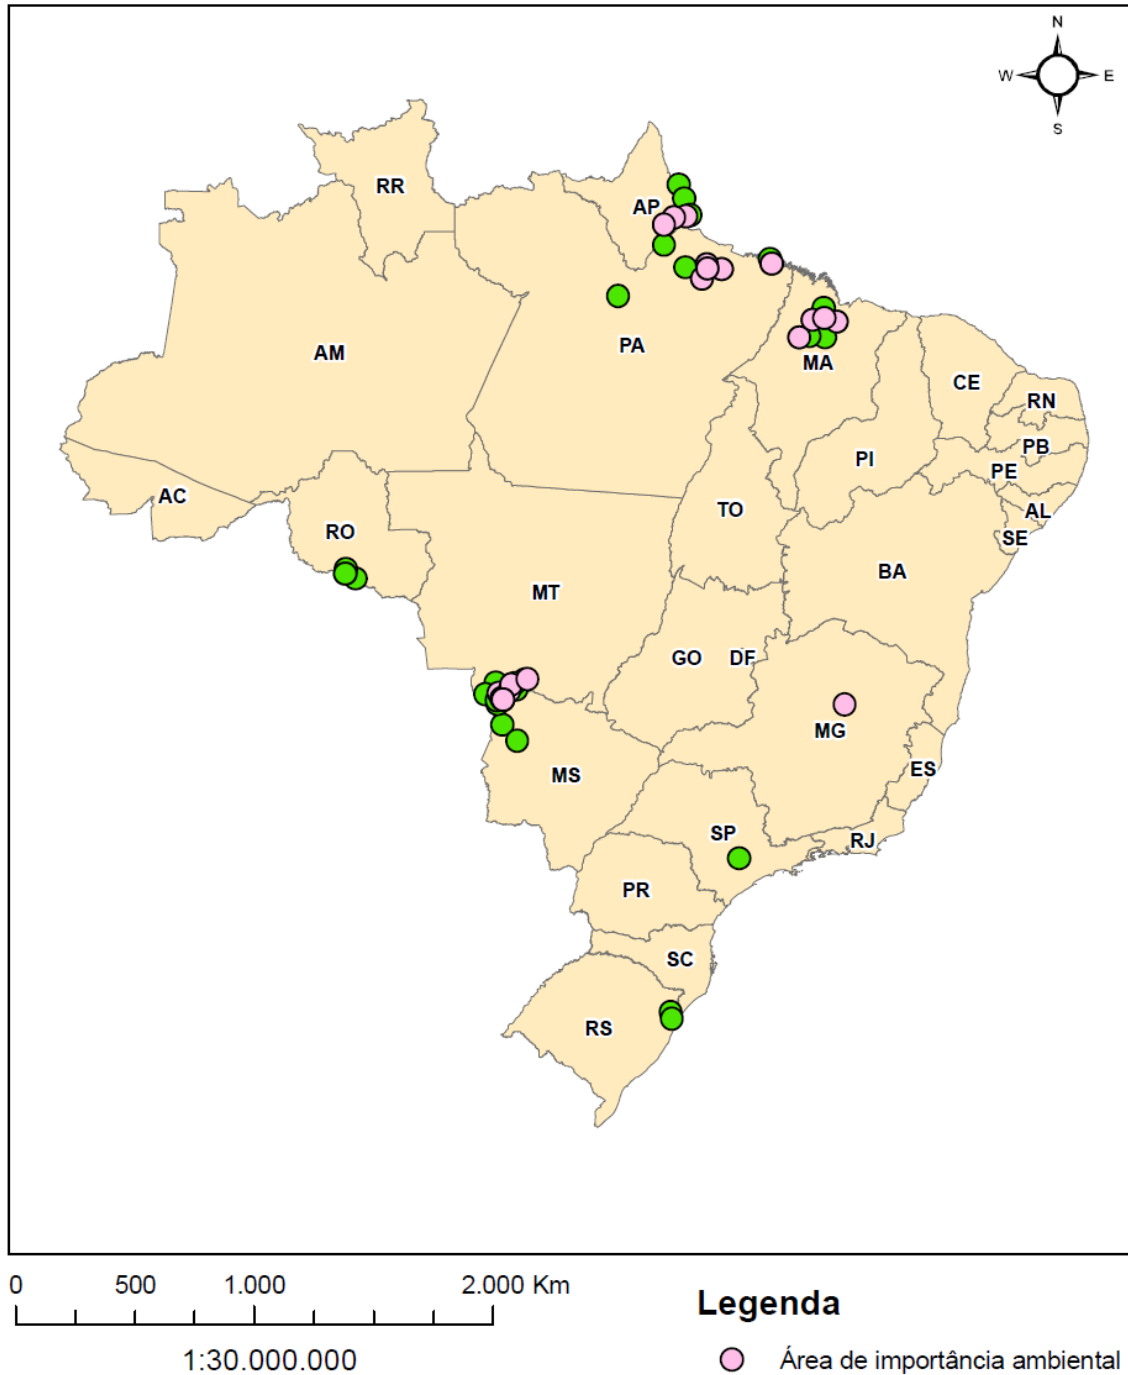 N
W E
S
RR
AP
AM
PA
MA
CE
RN
PB
PI
PE
AC
AL
TO
RO
SE
BA
MT
GO
DF
MG
ES
MS
SP
RJ
PR
SC
RS
0 500 1.000 2.000 Km
1:30.000.000
Legenda
Área de importância ambiental